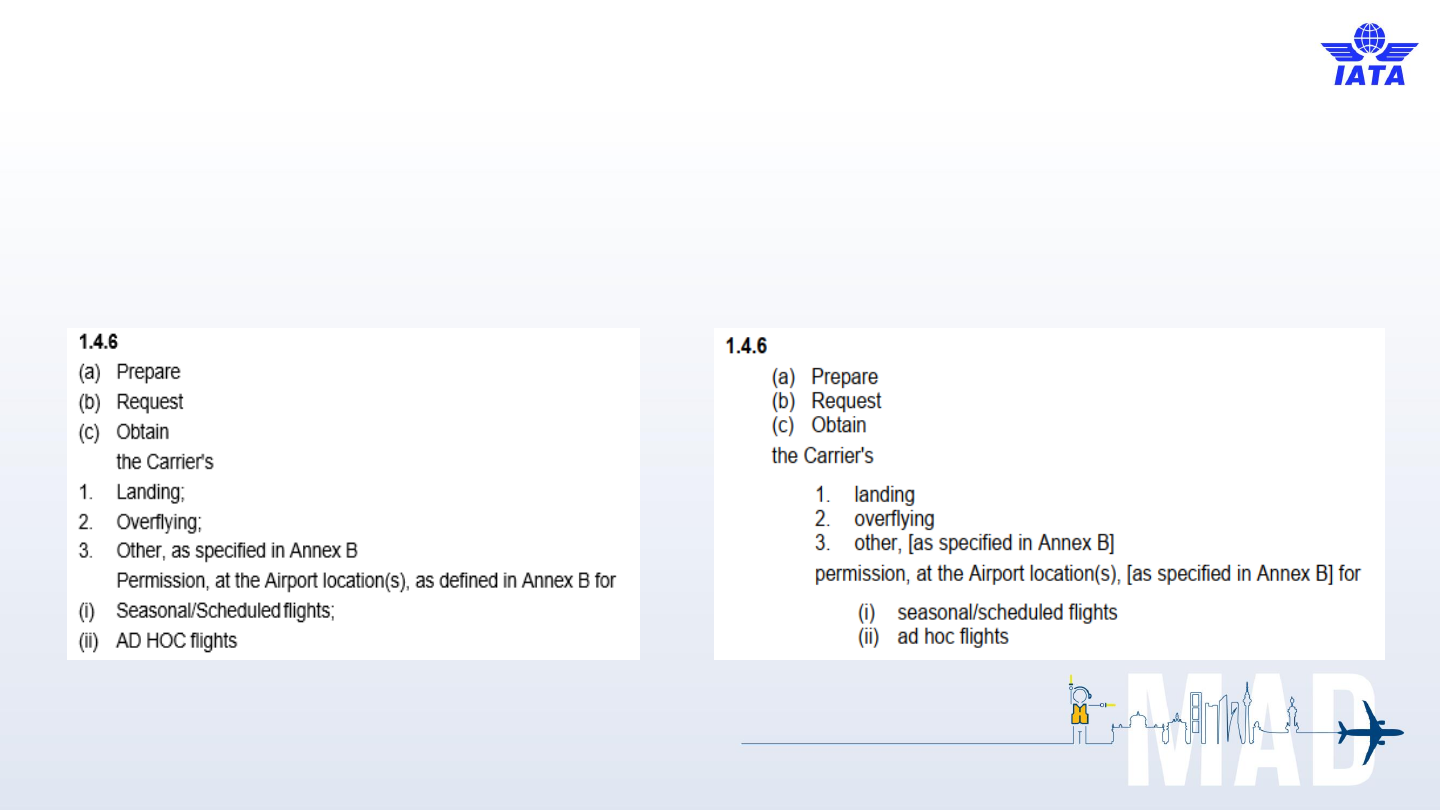 IATA
1.4.6
(a) Prepare
(b) Request
(c) Obtain
the Carrier's
1. Landing;
2. Overflying;
3. Other, as specified in Annex B
Permission, at the Airport location(s), as defined in Annex B for
(i) Seasonal/Scheduled flights;
(ii) AD HOC flights
1.4.6
(a) Prepare
(b) Request
(c) Obtain
the Carrier's
1. landing
2. overflying
3. other, [as specified in Annex B]
permission, at the Airport location(s), [as specified in Annex B] for
(i) seasonal/scheduled flights
(ii) ad hoc flights
MAD